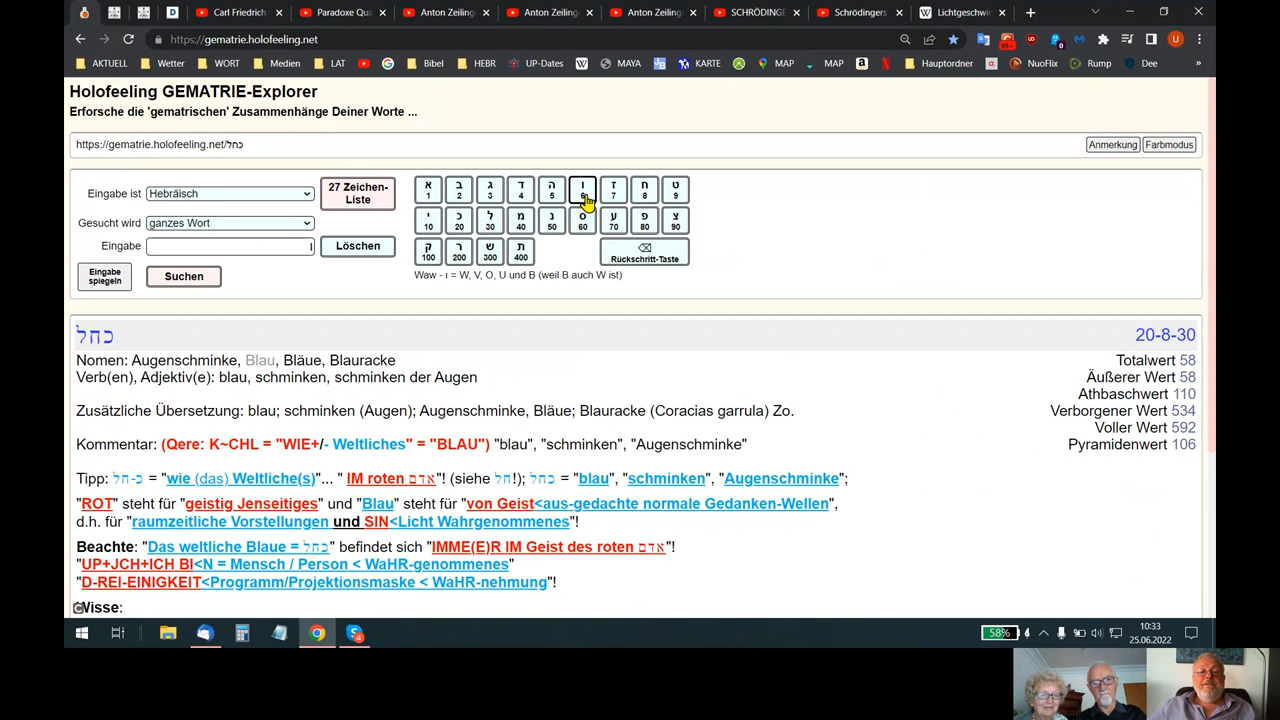 Carl Friedrich
Paradoxe Qua
Anton Zeiling
Anton Zeiling
Anton Zeiling
SCHRÖDINGE
Schrödingers
Lichtgeschwin
https://gematrie.holofeeling.net
AKTUELL Wetter WORT Medien LAT Bibel HEBR UP-Dates MAYA KARTE MAP MAP Hauptordner NuoFlix Rump Dee »
Holofeeling GEMATRIE-Explorer
Erforsche die 'gematrischen' Zusammenhänge Deiner Worte ...
https://gematrie.holofeeling.net/כחל
Anmerkung Farbmodus
Eingabe ist Hebräisch
27 Zeichen-Liste
Gesucht wird ganzes Wort
Eingabe
Löschen
Eingabe spiegeln
Suchen
א ב ג ד ה ו ז ח ט
1 2 3 4 5 6 7 8 9
י כ ל מ נ ס ע פ צ
10 20 30 40 50 60 70 80 90
ק ר ש ת
100 200 300 400
⌫ Rückschritt-Taste
Waw - ו = W, V, O, U und B (weil B auch W ist)
כחל 20-8-30
Nomen: Augenschminke, Blau, Bläue, Blauracke
Verb(en), Adjektiv(e): blau, schminken, schminken der Augen
Zusätzliche Übersetzung: blau; schminken (Augen); Augenschminke, Bläue; Blauracke (Coracias garrula) Zo.
Totalwert 58
Äußerer Wert 58
Athbaschwert 110
Verborgener Wert 534
Voller Wert 592
Pyramidenwert 106
Kommentar: (Qere: K~CHL = "WIE+/- Weltliches" = "BLAU") "blau", "schminken", "Augenschminke"
Tipp: כ-חל = "wie (das) Weltliche(s)"... " IM roten אדם"! (siehe חל!); כחל = "blau", "schminken", "Augenschminke";
"ROT" steht für "geistig Jenseitiges" und "Blau" steht für "von Geist<aus-gedachte normale Gedanken-Wellen",
d.h. für "raumzeitliche Vorstellungen und SIN<Licht Wahrgenommenes"!
Beachte: "Das weltliche Blaue = כחל" befindet sich "IMME(E)R IM Geist des roten אדם"!
"UP+JCH+ICH BI<N = Mensch / Person < WaHR-genommenes"
"D-REI-EINIGKEIT<Programm/Projektionsmaske < WaHR-nehmung"!
Wisse:
58%
10:33
25.06.2022